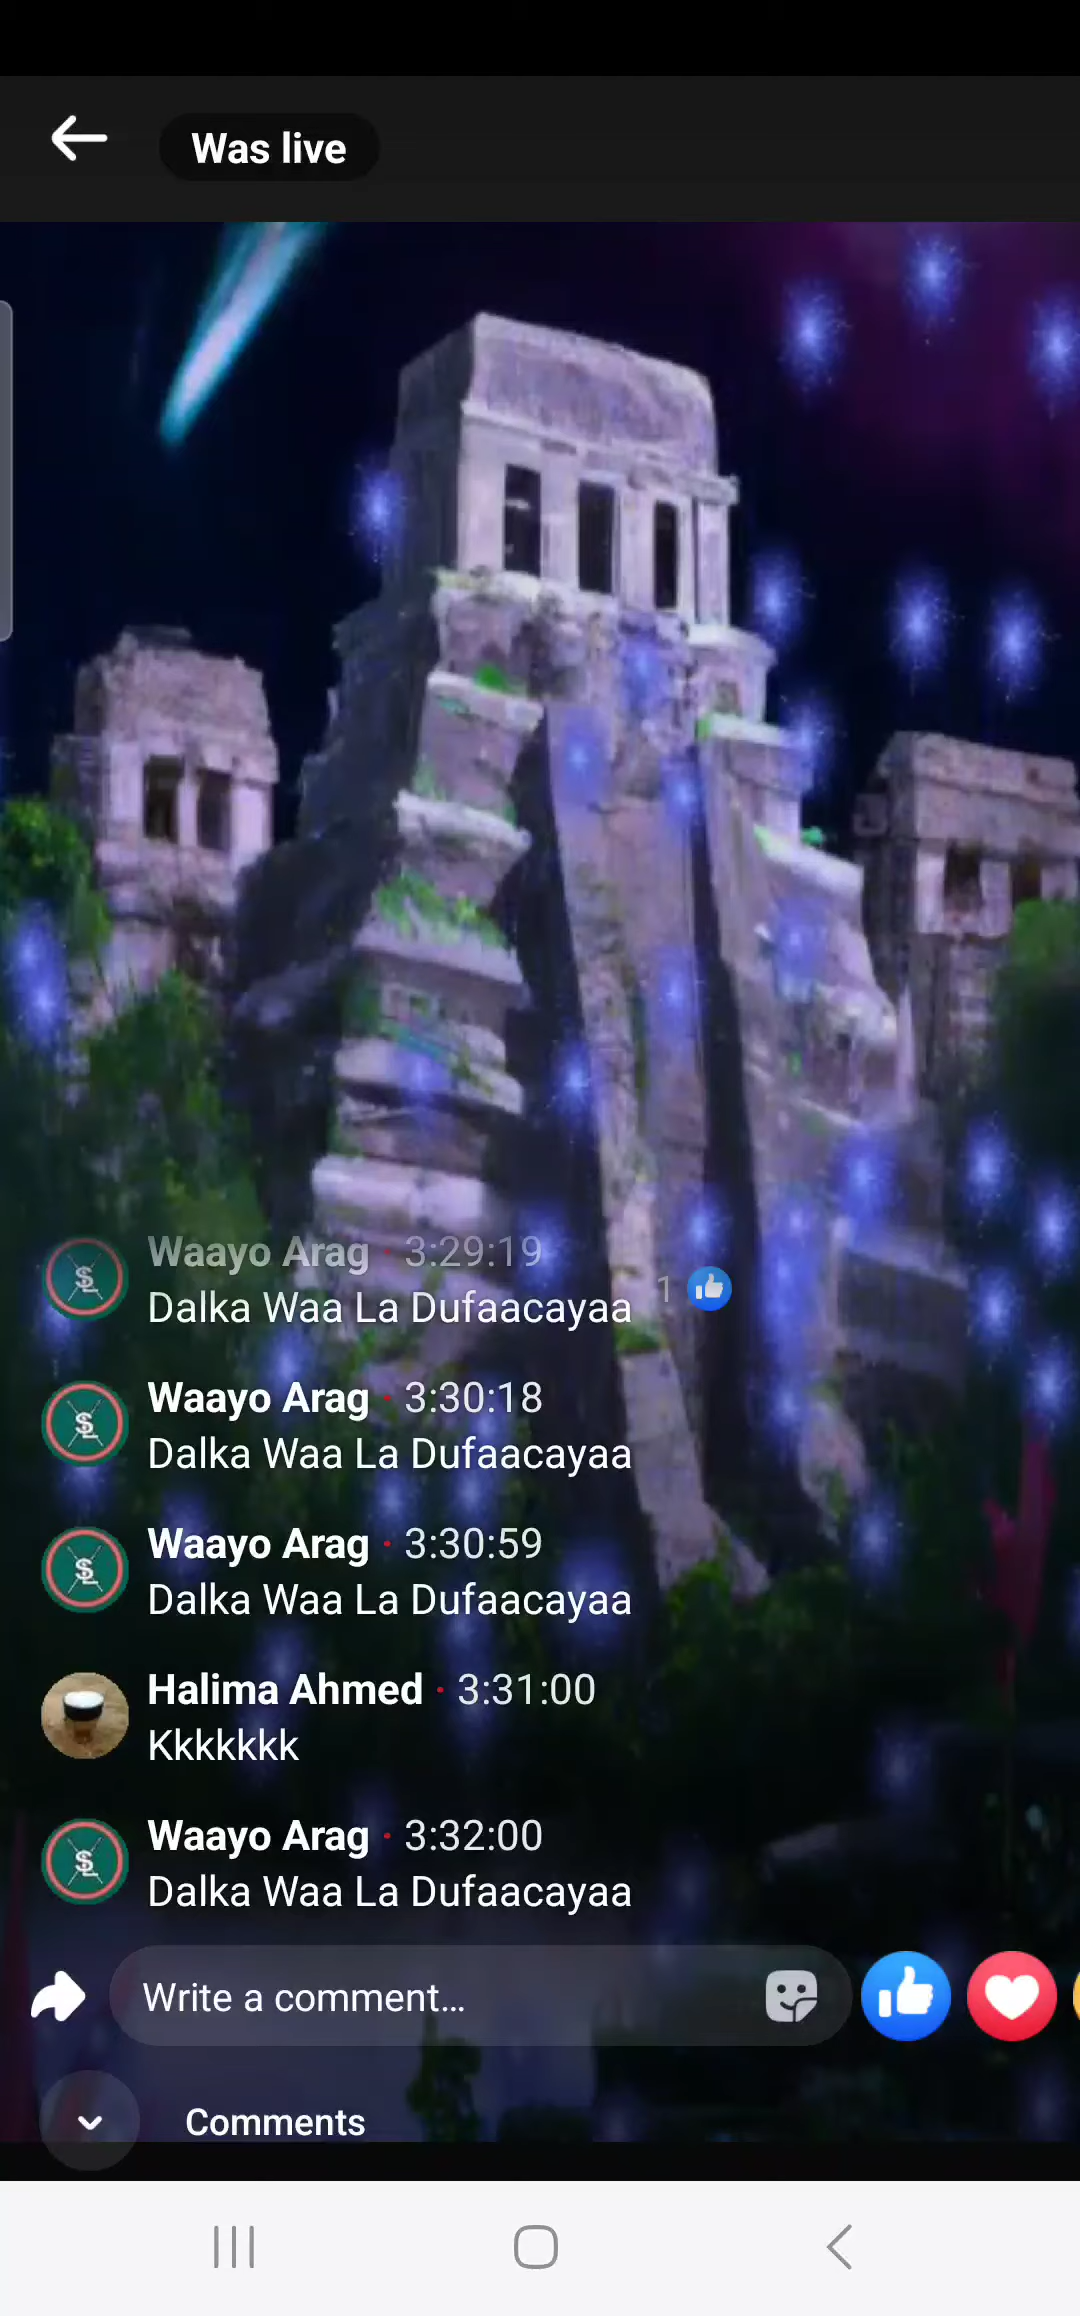 Was live
Waayo Arag · 3:29:19
Dalka Waa La Dufaacayaa 1
Waayo Arag · 3:30:18
Dalka Waa La Dufaacayaa
Waayo Arag · 3:30:59
Dalka Waa La Dufaacayaa
Halima Ahmed · 3:31:00
Kkkkkkk
Waayo Arag · 3:32:00
Dalka Waa La Dufaacayaa
Write a comment...
Comments